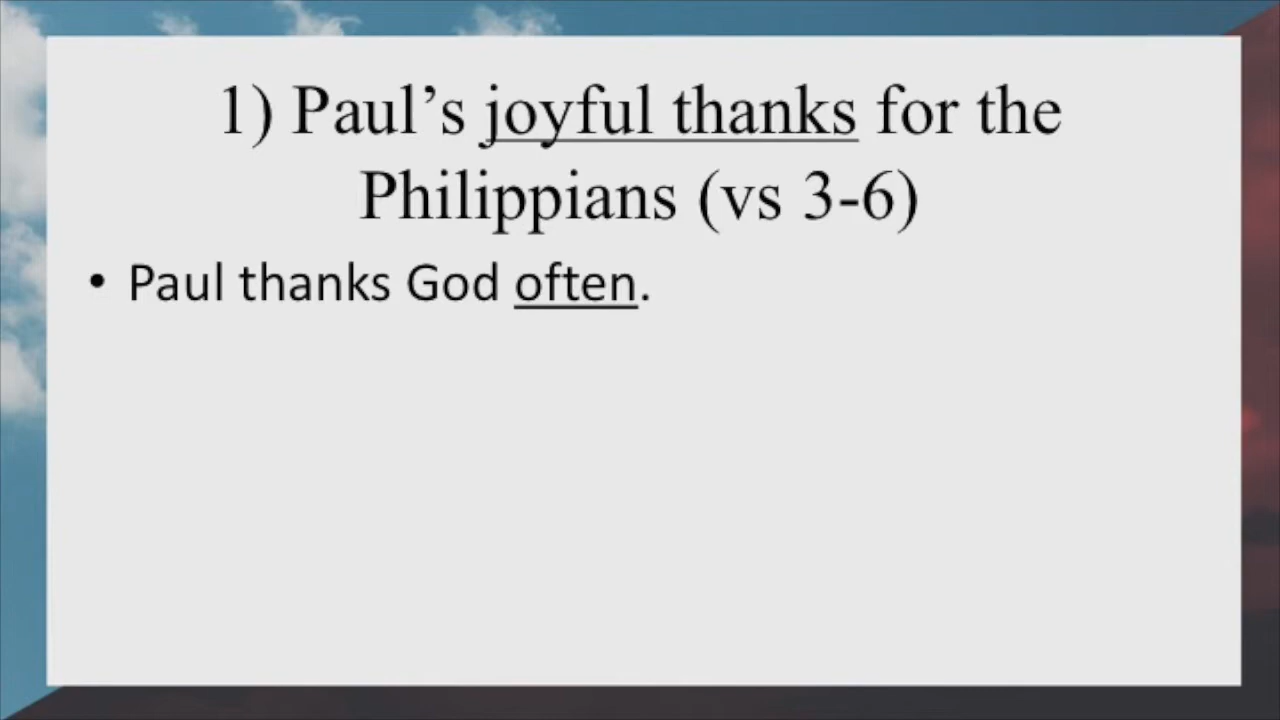 1) Paul’s joyful thanks for the
Philippians (vs 3-6)
• Paul thanks God often.